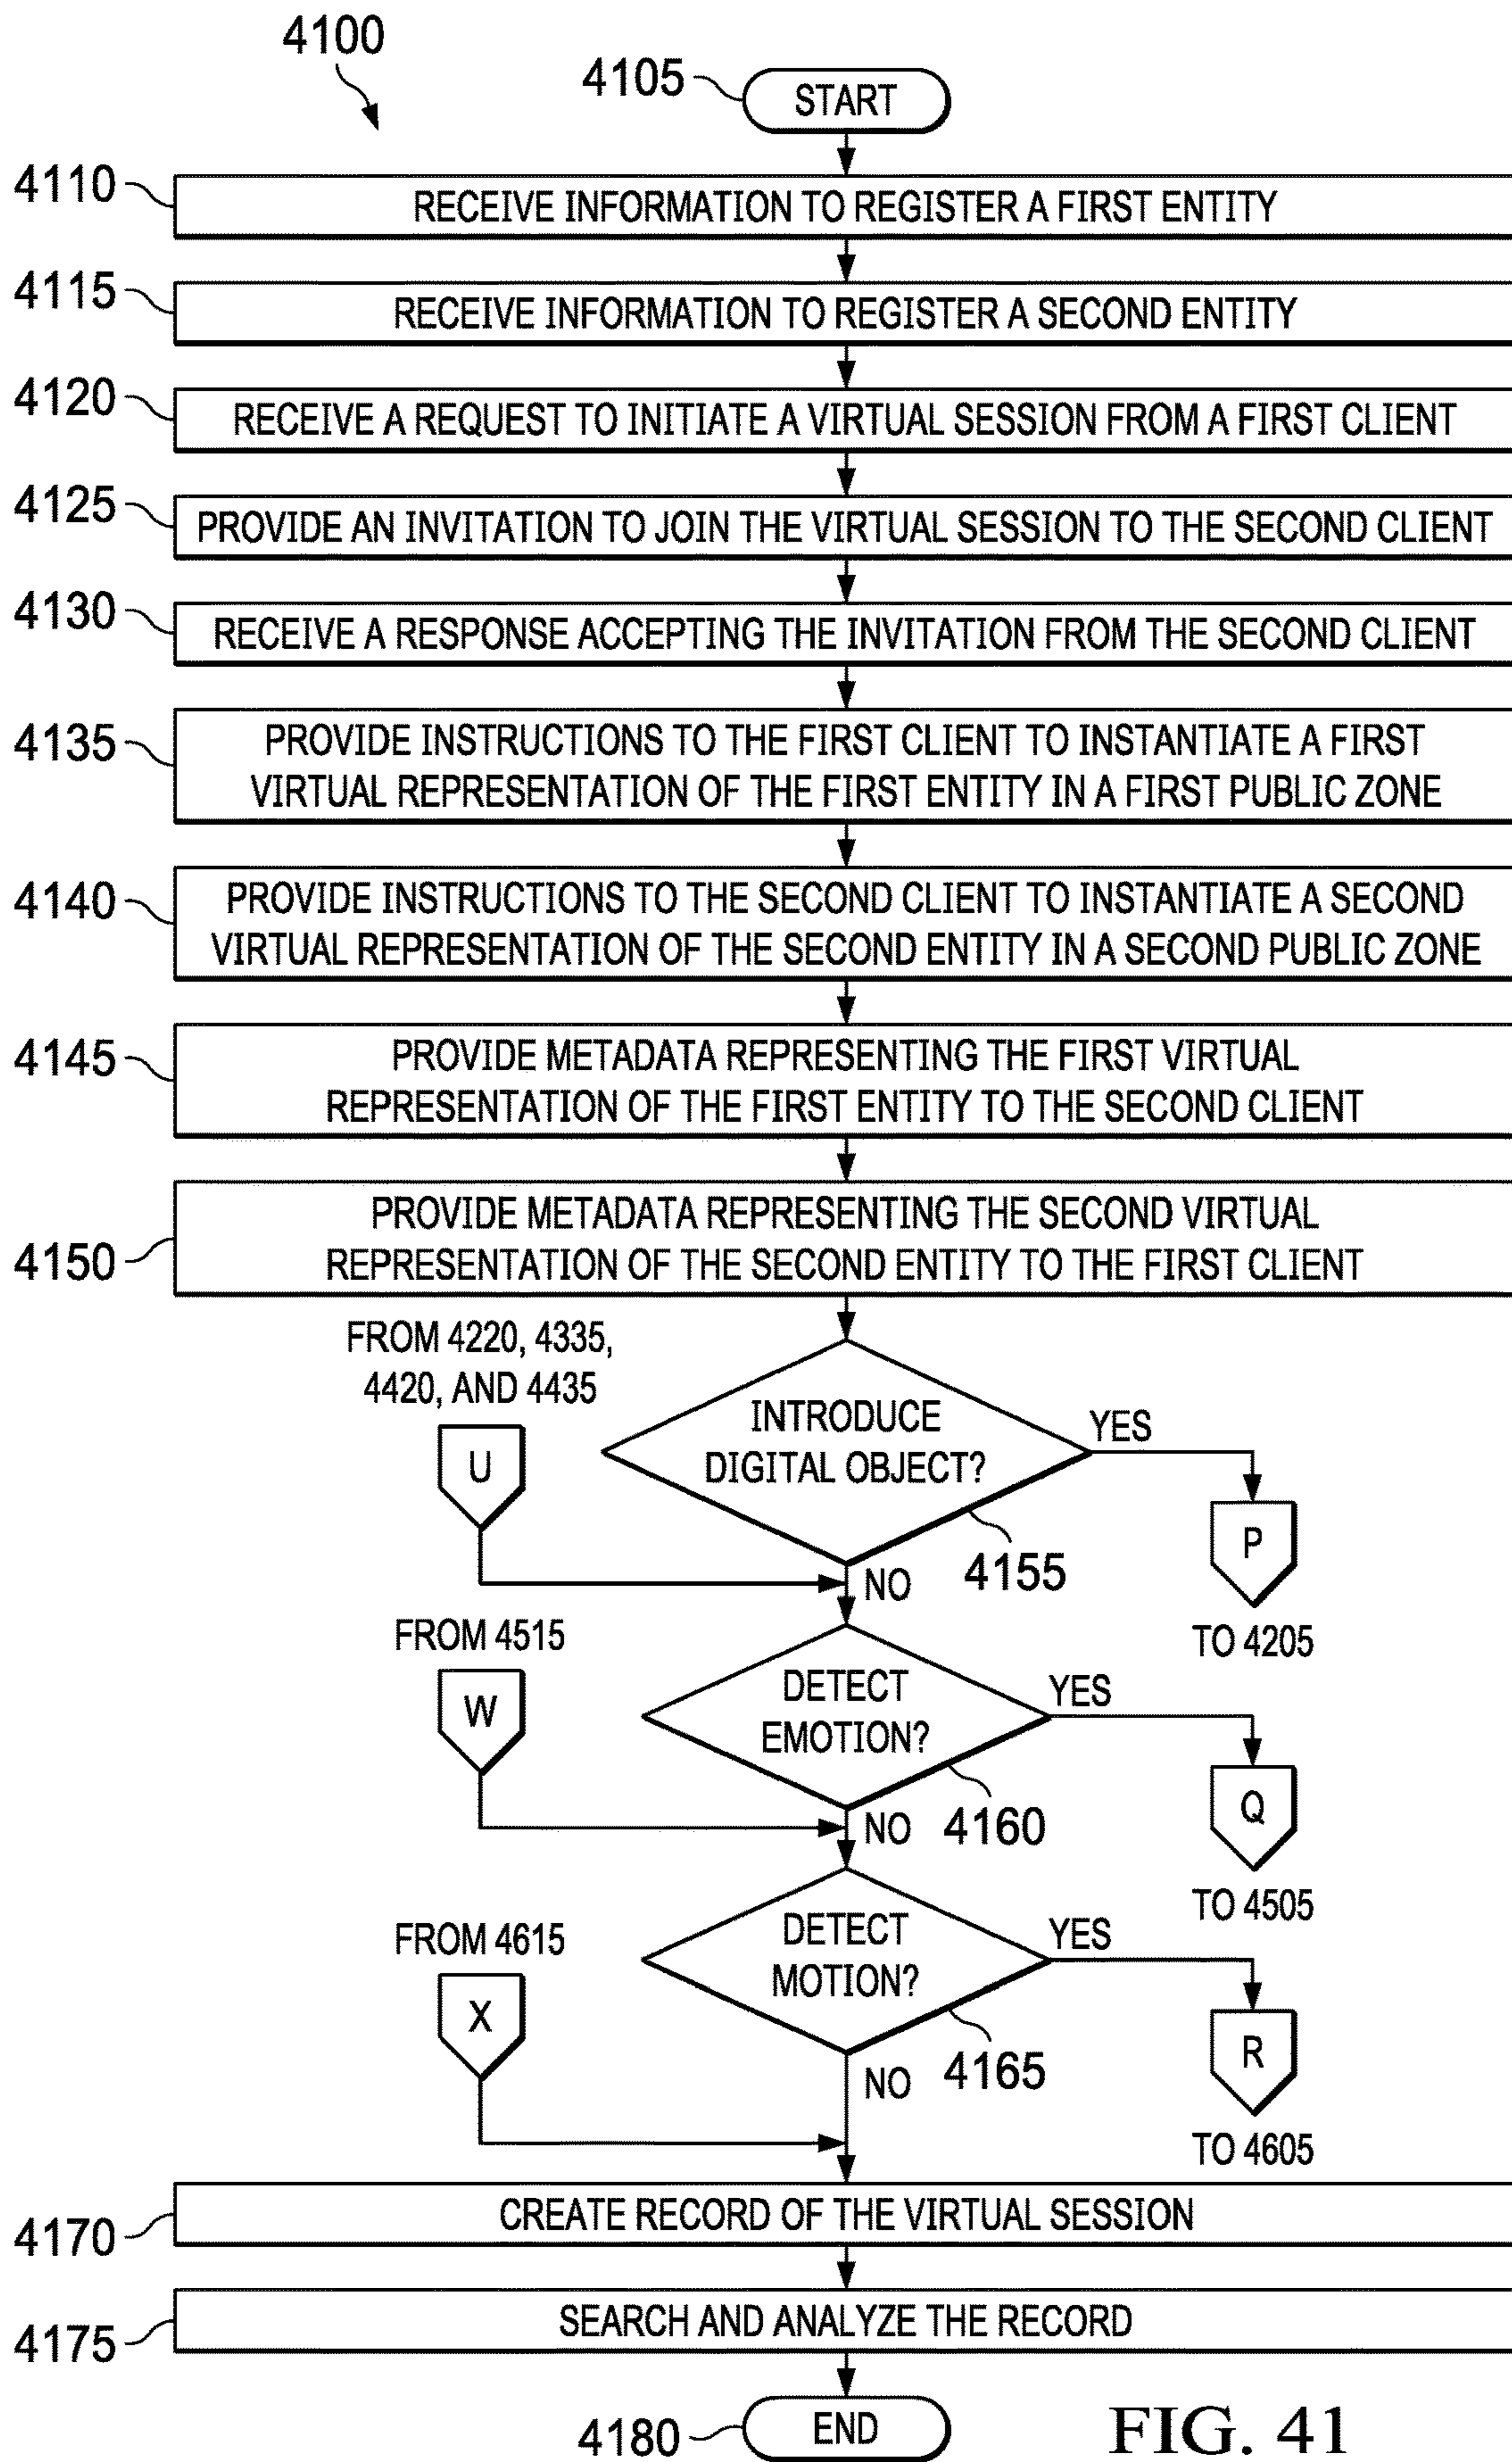 4100
4105
START
4110
RECEIVE INFORMATION TO REGISTER A FIRST ENTITY
4115
RECEIVE INFORMATION TO REGISTER A SECOND ENTITY
4120
RECEIVE A REQUEST TO INITIATE A VIRTUAL SESSION FROM A FIRST CLIENT
4125
PROVIDE AN INVITATION TO JOIN THE VIRTUAL SESSION TO THE SECOND CLIENT
4130
RECEIVE A RESPONSE ACCEPTING THE INVITATION FROM THE SECOND CLIENT
4135
PROVIDE INSTRUCTIONS TO THE FIRST CLIENT TO INSTANTIATE A FIRST
VIRTUAL REPRESENTATION OF THE FIRST ENTITY IN A FIRST PUBLIC ZONE
4140
PROVIDE INSTRUCTIONS TO THE SECOND CLIENT TO INSTANTIATE A SECOND
VIRTUAL REPRESENTATION OF THE SECOND ENTITY IN A SECOND PUBLIC ZONE
4145
PROVIDE METADATA REPRESENTING THE FIRST VIRTUAL
REPRESENTATION OF THE FIRST ENTITY TO THE SECOND CLIENT
4150
PROVIDE METADATA REPRESENTING THE SECOND VIRTUAL
REPRESENTATION OF THE SECOND ENTITY TO THE FIRST CLIENT
FROM 4220, 4335,
4420, AND 4435
U
INTRODUCE
DIGITAL OBJECT?
YES
4155
NO
P
TO 4205
FROM 4515
W
DETECT
EMOTION?
YES
4160
NO
Q
TO 4505
FROM 4615
X
DETECT
MOTION?
YES
4165
NO
R
TO 4605
4170
CREATE RECORD OF THE VIRTUAL SESSION
4175
SEARCH AND ANALYZE THE RECORD
4180
END
FIG. 41